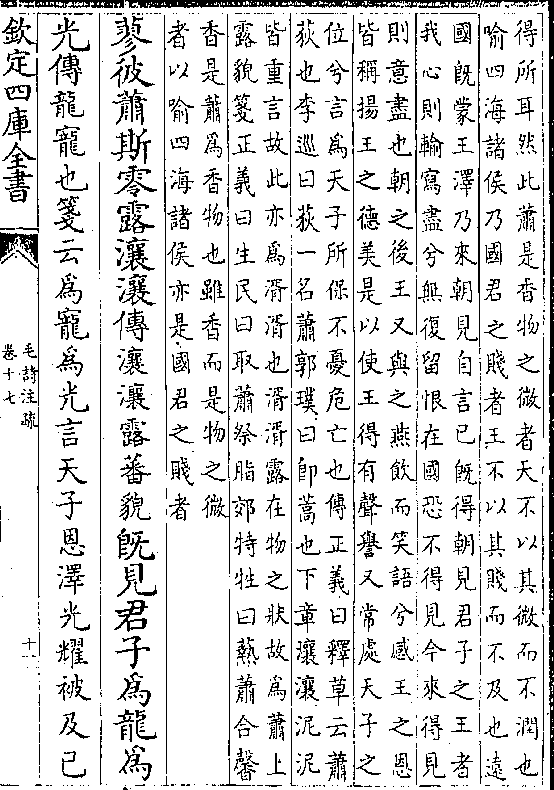 得所耳然此蕭是香物之微者天不以其微而不潤也
喻四海諸侯乃國君之賤者王不以其賤而不及也遠
國既蒙王澤乃來朝見自言已既得朝見君子之王者
我心則輸寫盡兮無復留恨在國恐不得見今來得見
則意盡也朝之後王又與之燕飲而笑語兮感王之恩
皆稱揚王之德美是以使王得有聲譽又常處天子之
位兮言為天子所保不憂危亡也傳正義曰釋草云蕭
荻也李巡曰荻一名蕭郭璞曰卽蒿也下章瀼瀼泥泥
皆重言故此亦為湑湑也湑湑露在物之狀故為蕭上
露貌箋正義曰生民曰取蕭祭脂郊特牲曰爇蕭合馨
香是蕭為香物也雖香而是物之微
者以喻四海諸侯亦是國君之賤者
蓼彼蕭斯零露瀼瀼傳瀼瀼露蕃貌既見君子為龍為
光傳龍寵也箋云為寵為光言天子恩澤光耀被及已
欽定四庫全書
毛詩注疏
卷十七
十一